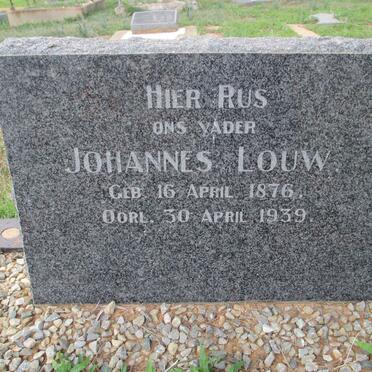 HIER RUS
ONS VADER
JOHANNES LOUW.
GEB. 16 APRIL 1876.
OORL. 30 APRIL 1939.